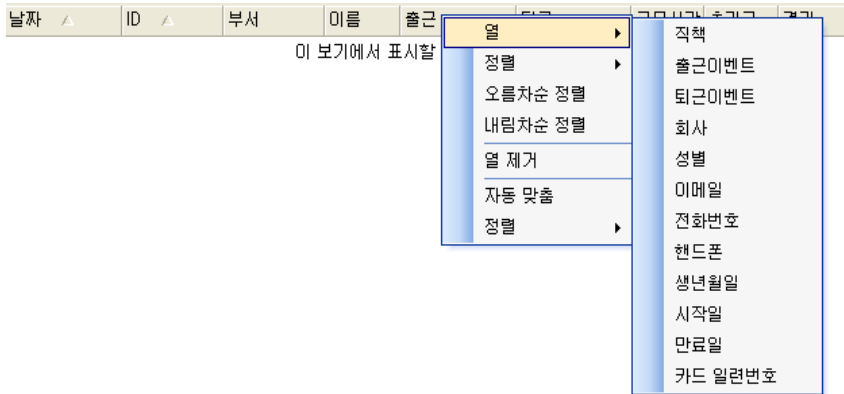 날짜 ID 부서 이름 출근
이 보기에서 표시할
열
정렬
오름차순 정렬
내림차순 정렬
열 제거
자동 맞춤
정렬
직책
출근이벤트
퇴근이벤트
회사
성별
이메일
전화번호
핸드폰
생년월일
시작일
만료일
카드 일련번호